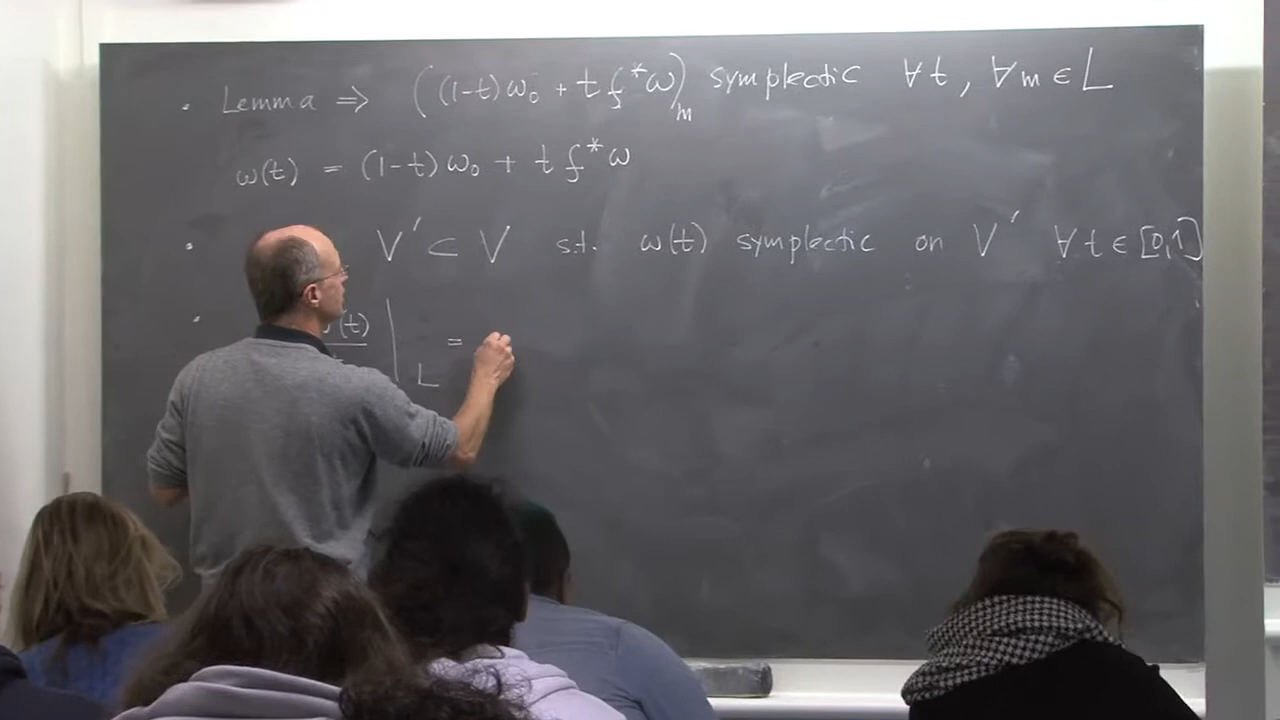 · Lemma ⇒ ((1-t)ω₀ + t f*ω)ₘ symplectic ∀t, ∀m∈L
ω(t) = (1-t)ω₀ + t f*ω
· V′ ⊂ V s.t. ω(t) symplectic on V′ ∀t∈[0,1]
· (t) | L =